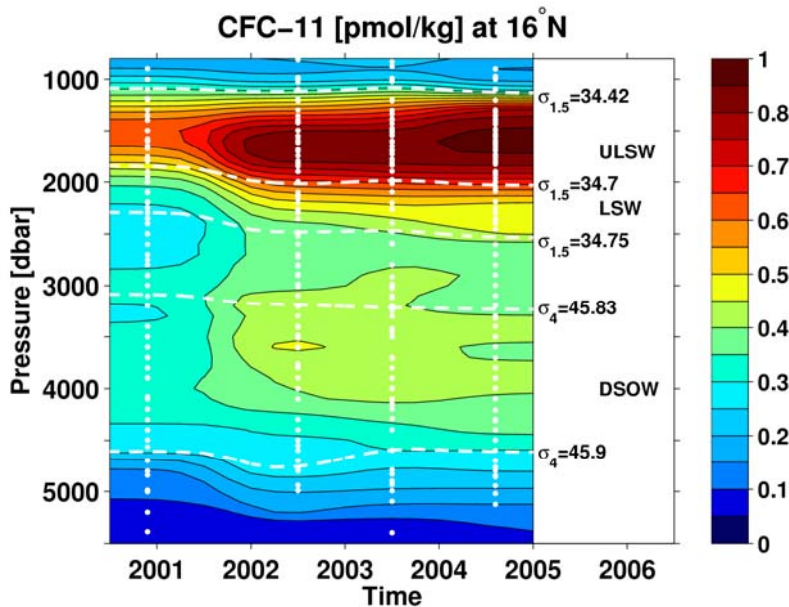 CFC-11 [pmol/kg] at 16°N
Pressure [dbar]
1000
2000
3000
4000
5000
2001 2002 2003 2004 2005 2006
Time
σ1.5=34.42
ULSW
σ1.5=34.7
LSW
σ1.5=34.75
σ4=45.83
DSOW
σ4=45.9
1
0.9
0.8
0.7
0.6
0.5
0.4
0.3
0.2
0.1
0